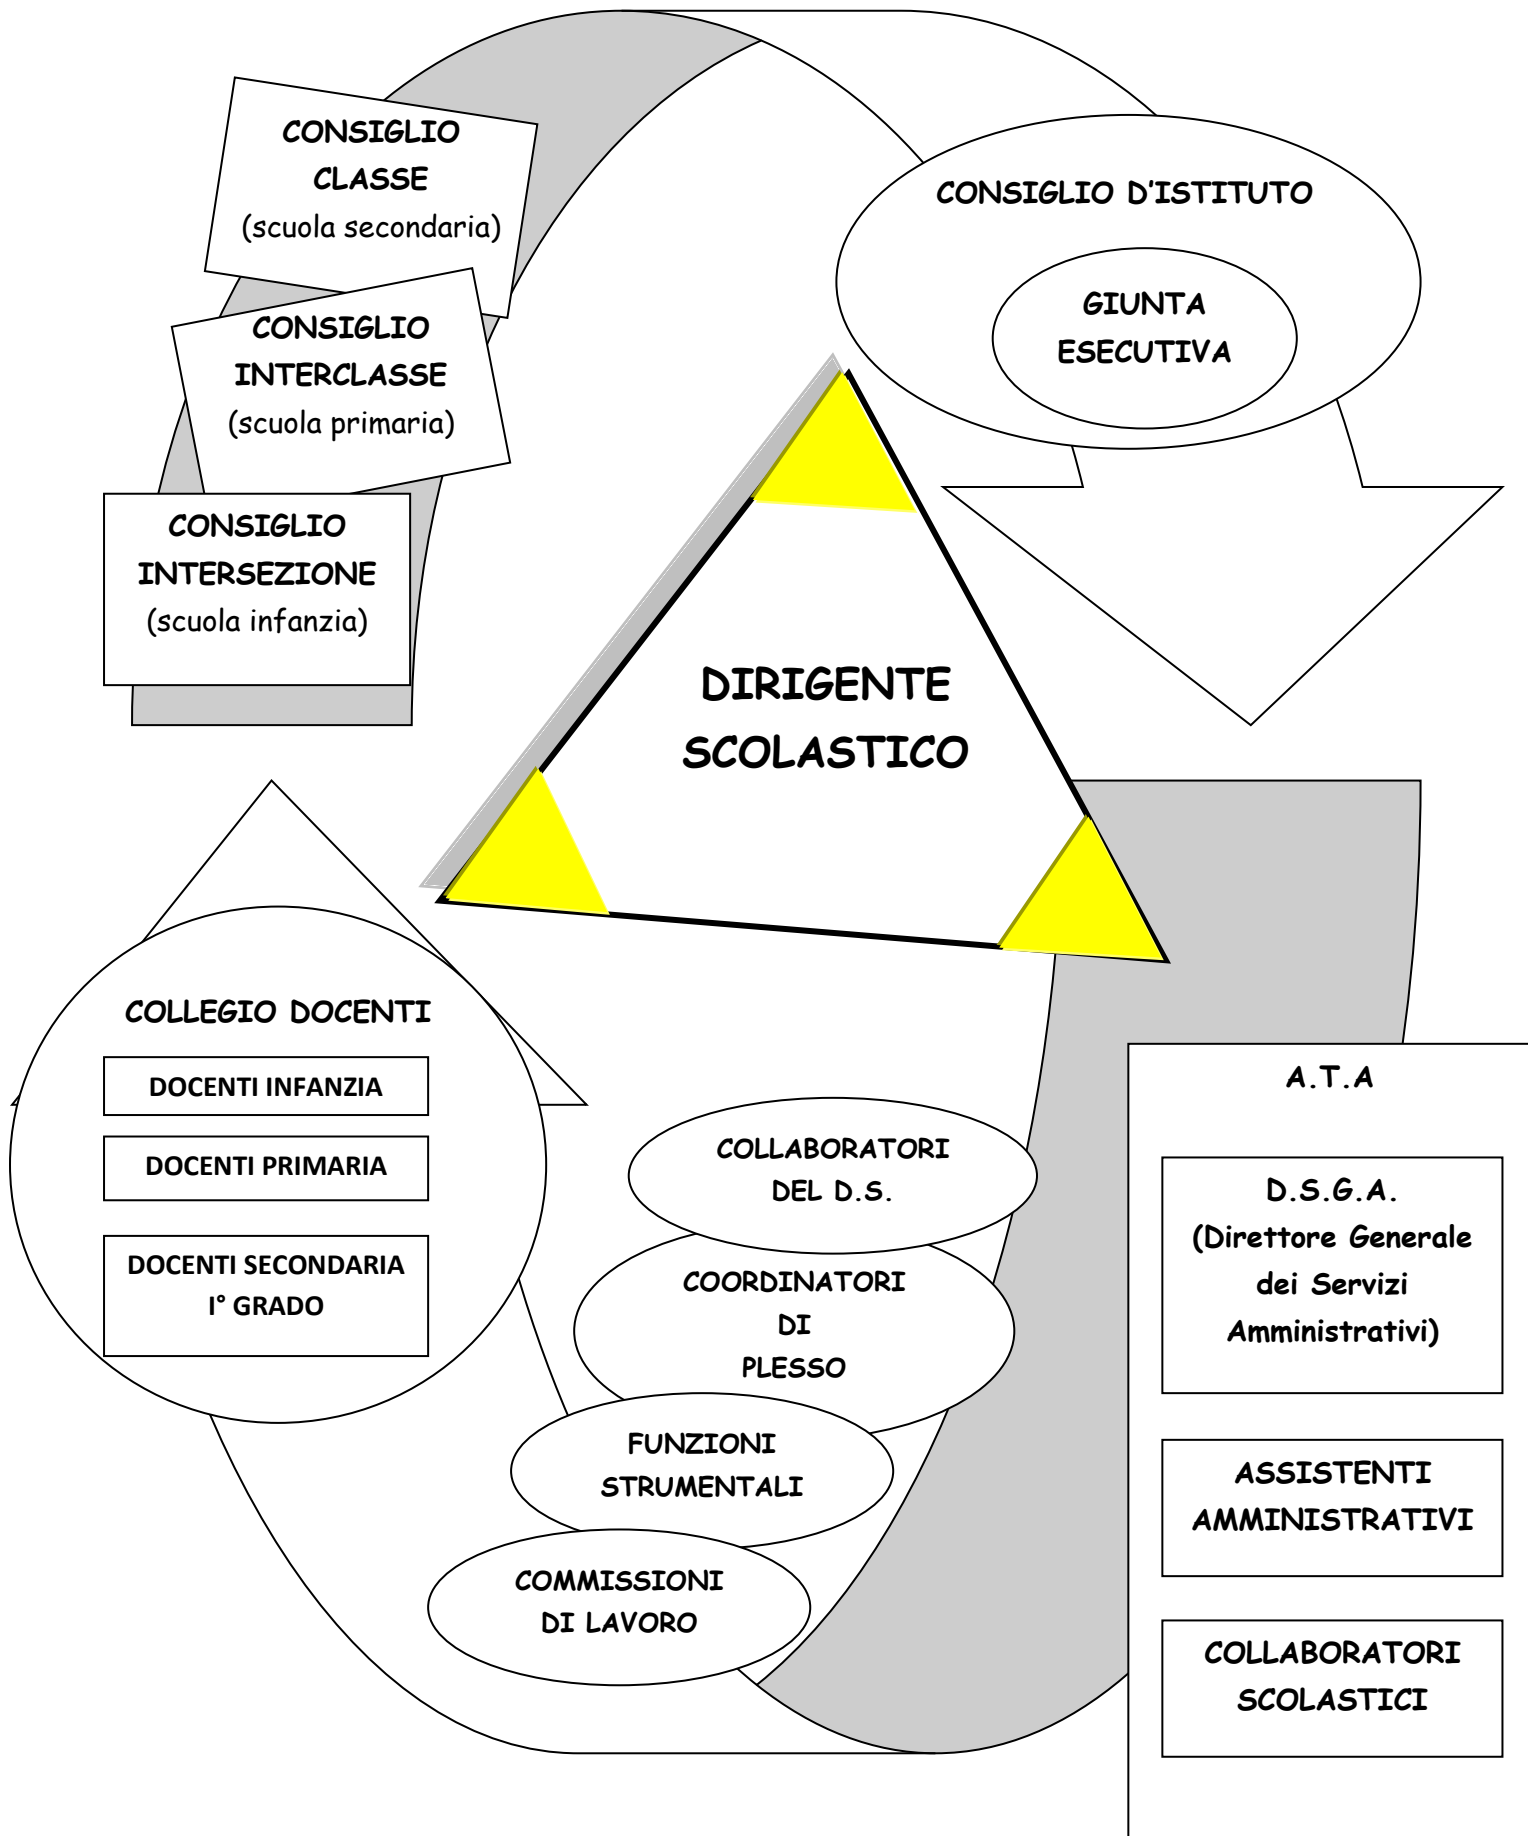 CONSIGLIO
CLASSE
(scuola secondaria)
CONSIGLIO
INTERCLASSE
(scuola primaria)
CONSIGLIO
INTERSEZIONE
(scuola infanzia)
CONSIGLIO D'ISTITUTO
GIUNTA
ESECUTIVA
DIRIGENTE
SCOLASTICO
COLLEGIO DOCENTI
DOCENTI INFANZIA
DOCENTI PRIMARIA
DOCENTI SECONDARIA
I° GRADO
COLLABORATORI
DEL D.S.
COORDINATORI
DI
PLESSO
FUNZIONI
STRUMENTALI
COMMISSIONI
DI LAVORO
A.T.A
D.S.G.A.
(Direttore Generale
dei Servizi
Amministrativi)
ASSISTENTI
AMMINISTRATIVI
COLLABORATORI
SCOLASTICI